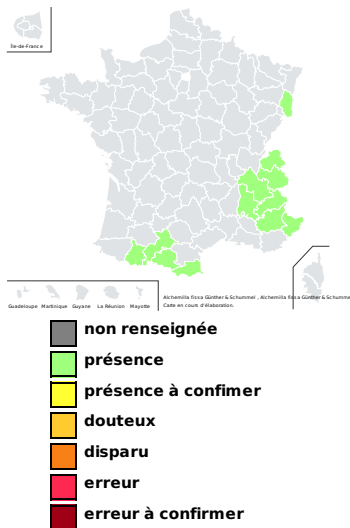 Île-de-France
Guadeloupe Martinique Guyane La Réunion Mayotte
Alchemilla fissa Günther & Schummel , Alchemilla fissa Günther & Schummel
Carte en cours d'élaboration.
non renseignée
présence
présence à confimer
douteux
disparu
erreur
erreur à confirmer